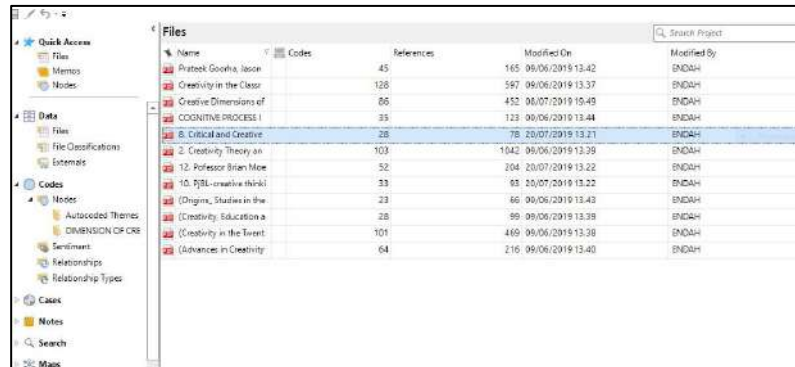 Files
Search Project
Quick Access
Files
Memos
Nodes
Data
Files
File Classifications
Externals
Codes
Nodes
Autocoded Themes
DIMENSION OF CRE
Sentiment
Relationships
Relationship Types
Cases
Notes
Search
Maps
Name Codes References Modified On Modified By
Prateek Goorha, Jason 45 165 09/06/2019 13.42 ENDAH
Creativity in the Classr 128 597 09/06/2019 13.37 ENDAH
Creative Dimensions of 86 452 08/07/2019 19.49 ENDAH
COGNITIVE PROCESS I 35 123 09/06/2019 13.44 ENDAH
8. Critical and Creative 28 78 20/07/2019 13.21 ENDAH
2. Creativity Theory an 103 1042 09/06/2019 13.39 ENDAH
12. Pofessor Brian Moe 52 204 20/07/2019 13.22 ENDAH
10. PjBL-creative thinki 33 93 20/07/2019 13.22 ENDAH
(Origins_ Studies in the 23 66 09/06/2019 13.43 ENDAH
(Creativity, Education a 28 99 09/06/2019 13.39 ENDAH
(Creativity in the Twent 101 469 09/06/2019 13.38 ENDAH
(Advances in Creativity 64 216 09/06/2019 13.40 ENDAH